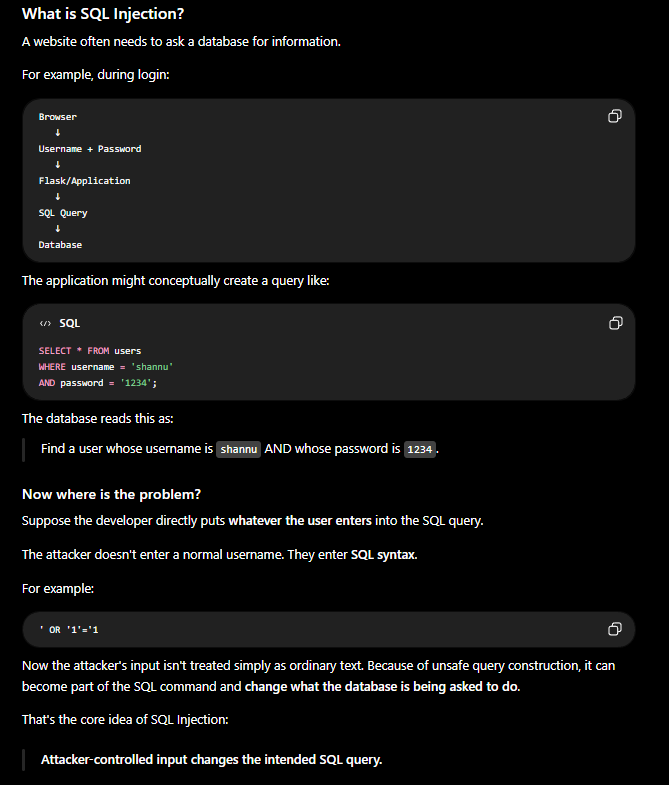 What is SQL Injection?
A website often needs to ask a database for information.
For example, during login:
Browser
↓
Username + Password
↓
Flask/Application
↓
SQL Query
↓
Database
The application might conceptually create a query like:
</> SQL
SELECT * FROM users
WHERE username = 'shannu'
AND password = '1234';
The database reads this as:
Find a user whose username is shannu AND whose password is 1234.
Now where is the problem?
Suppose the developer directly puts whatever the user enters into the SQL query.
The attacker doesn't enter a normal username. They enter SQL syntax.
For example:
' OR '1'='1
Now the attacker's input isn't treated simply as ordinary text. Because of unsafe query construction, it can
become part of the SQL command and change what the database is being asked to do.
That's the core idea of SQL Injection:
Attacker-controlled input changes the intended SQL query.